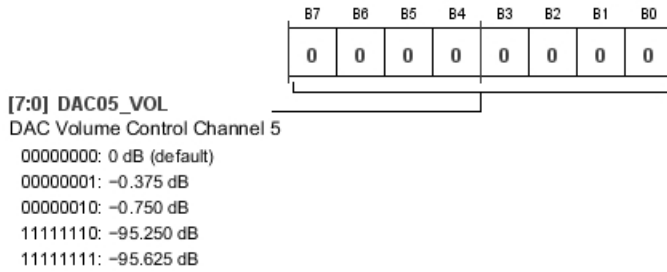 B7 B6 B5 B4 B3 B2 B1 B0
0 0 0 0 0 0 0 0
[7:0] DAC05_VOL
DAC Volume Control Channel 5
00000000: 0 dB (default)
00000001: −0.375 dB
00000010: −0.750 dB
11111110: −95.250 dB
11111111: −95.625 dB